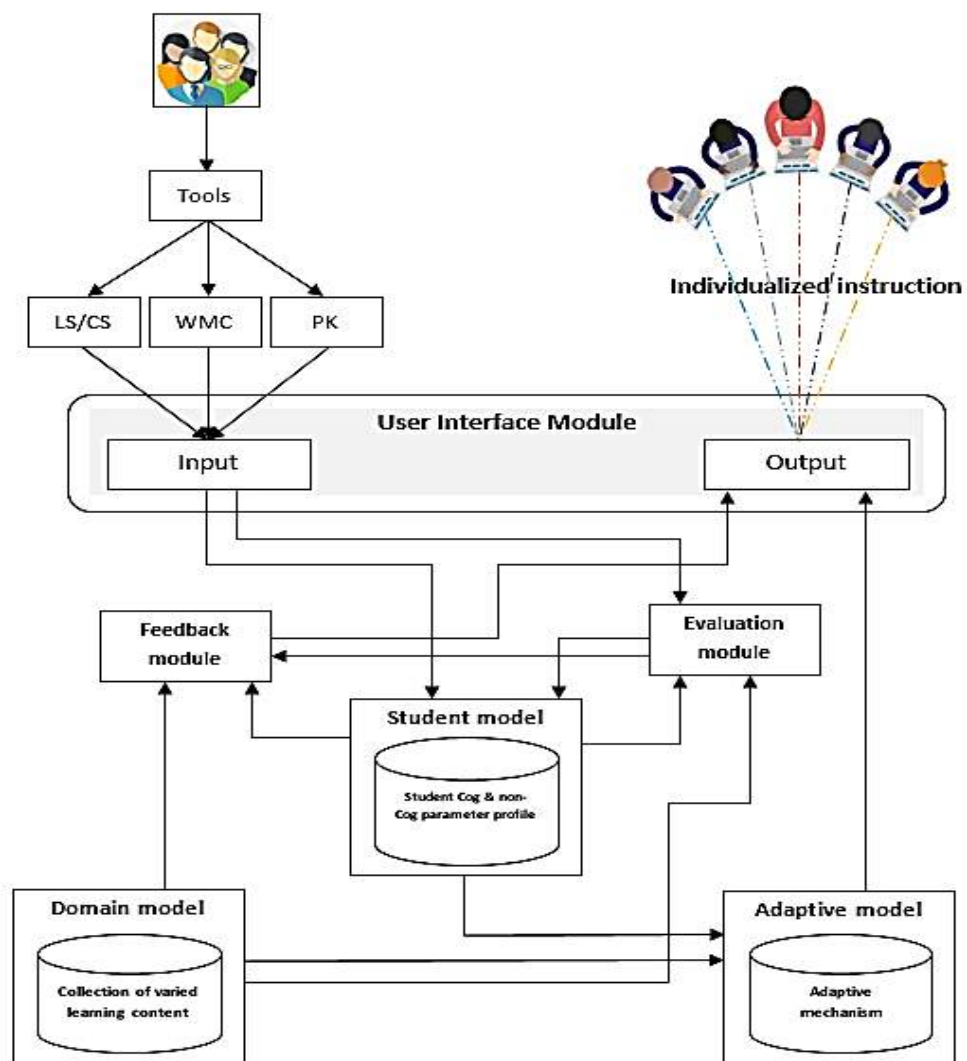 Tools
LS/CS
WMC
PK
Individualized instruction
User Interface Module
Input
Output
Feedback
module
Evaluation
module
Student model
Student Cog & non-
Cog parameter profile
Domain model
Collection of varied
learning content
Adaptive model
Adaptive
mechanism